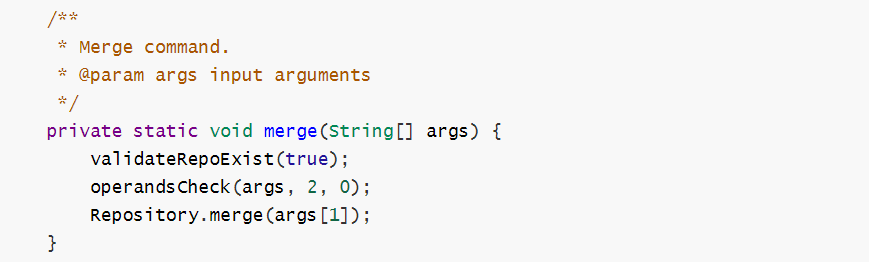 /**
 * Merge command.
 * @param args input arguments
 */
private static void merge(String[] args) {
    validateRepoExist(true);
    operandsCheck(args, 2, 0);
    Repository.merge(args[1]);
}